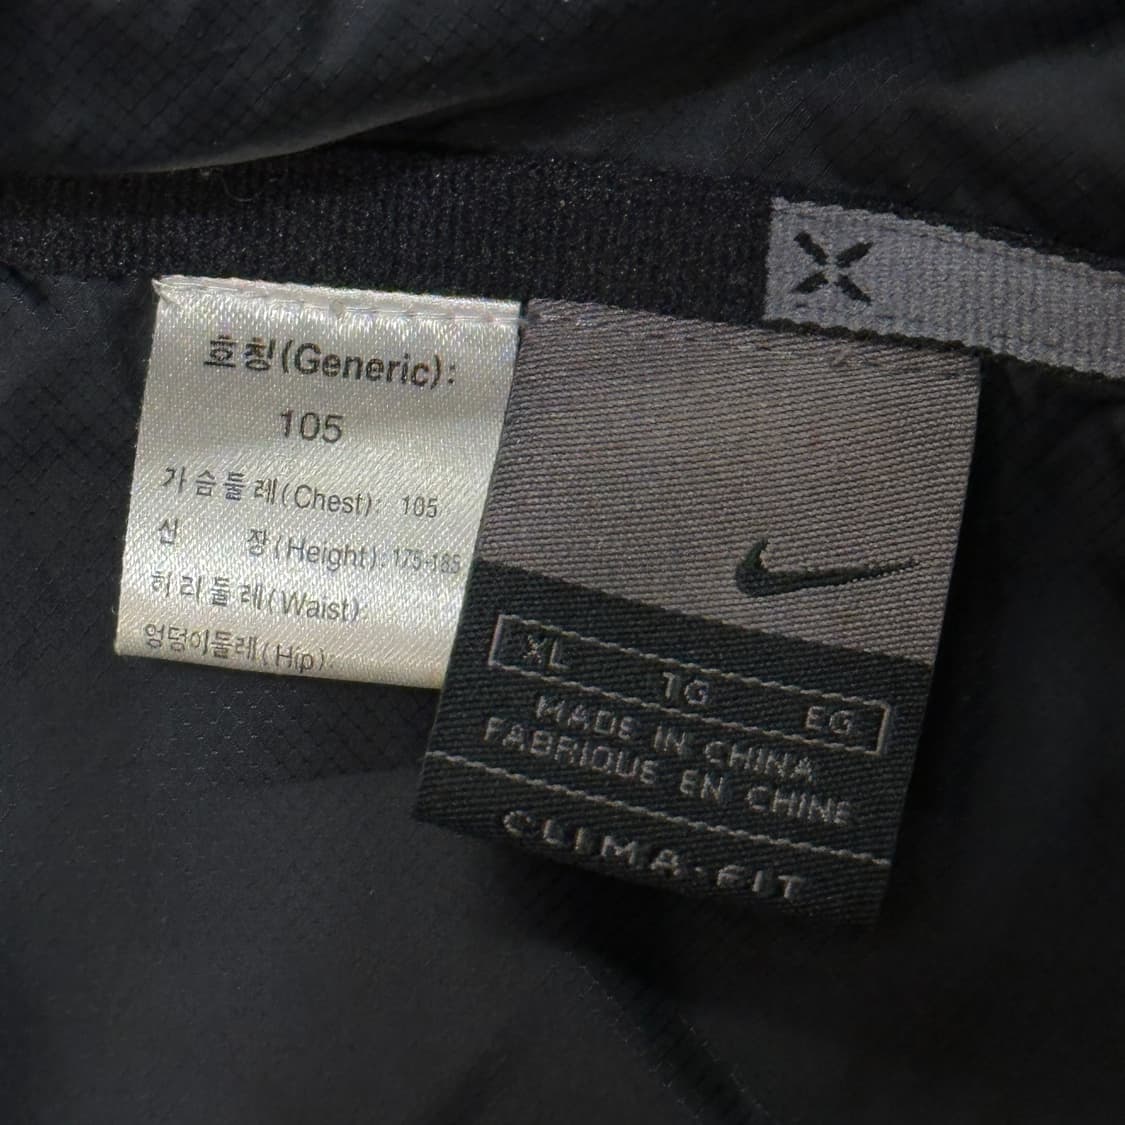 호칭(Generic):
105
가슴둘레(Chest): 105
신 장(Height): 175-185
허리둘레(Waist):
엉덩이둘레(Hip):
XL TG EG
MADE IN CHINA
FABRIQUE EN CHINE
CLIMA-FIT